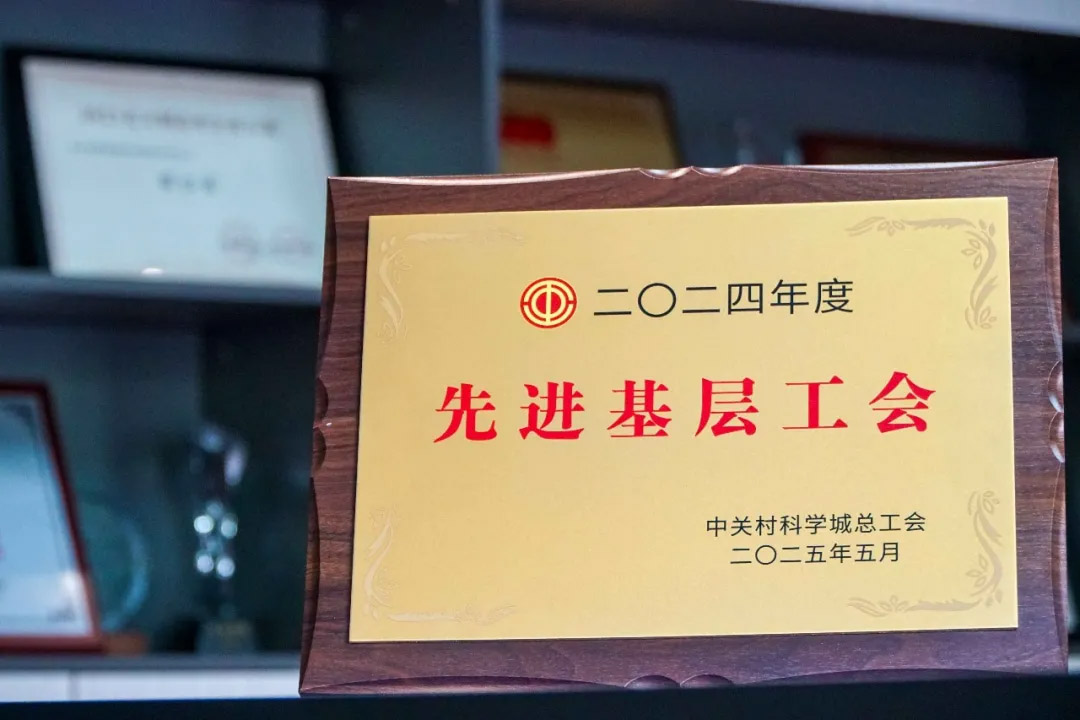 二〇二四年度
先进基层工会
中关村科学城总工会
二〇二五年五月